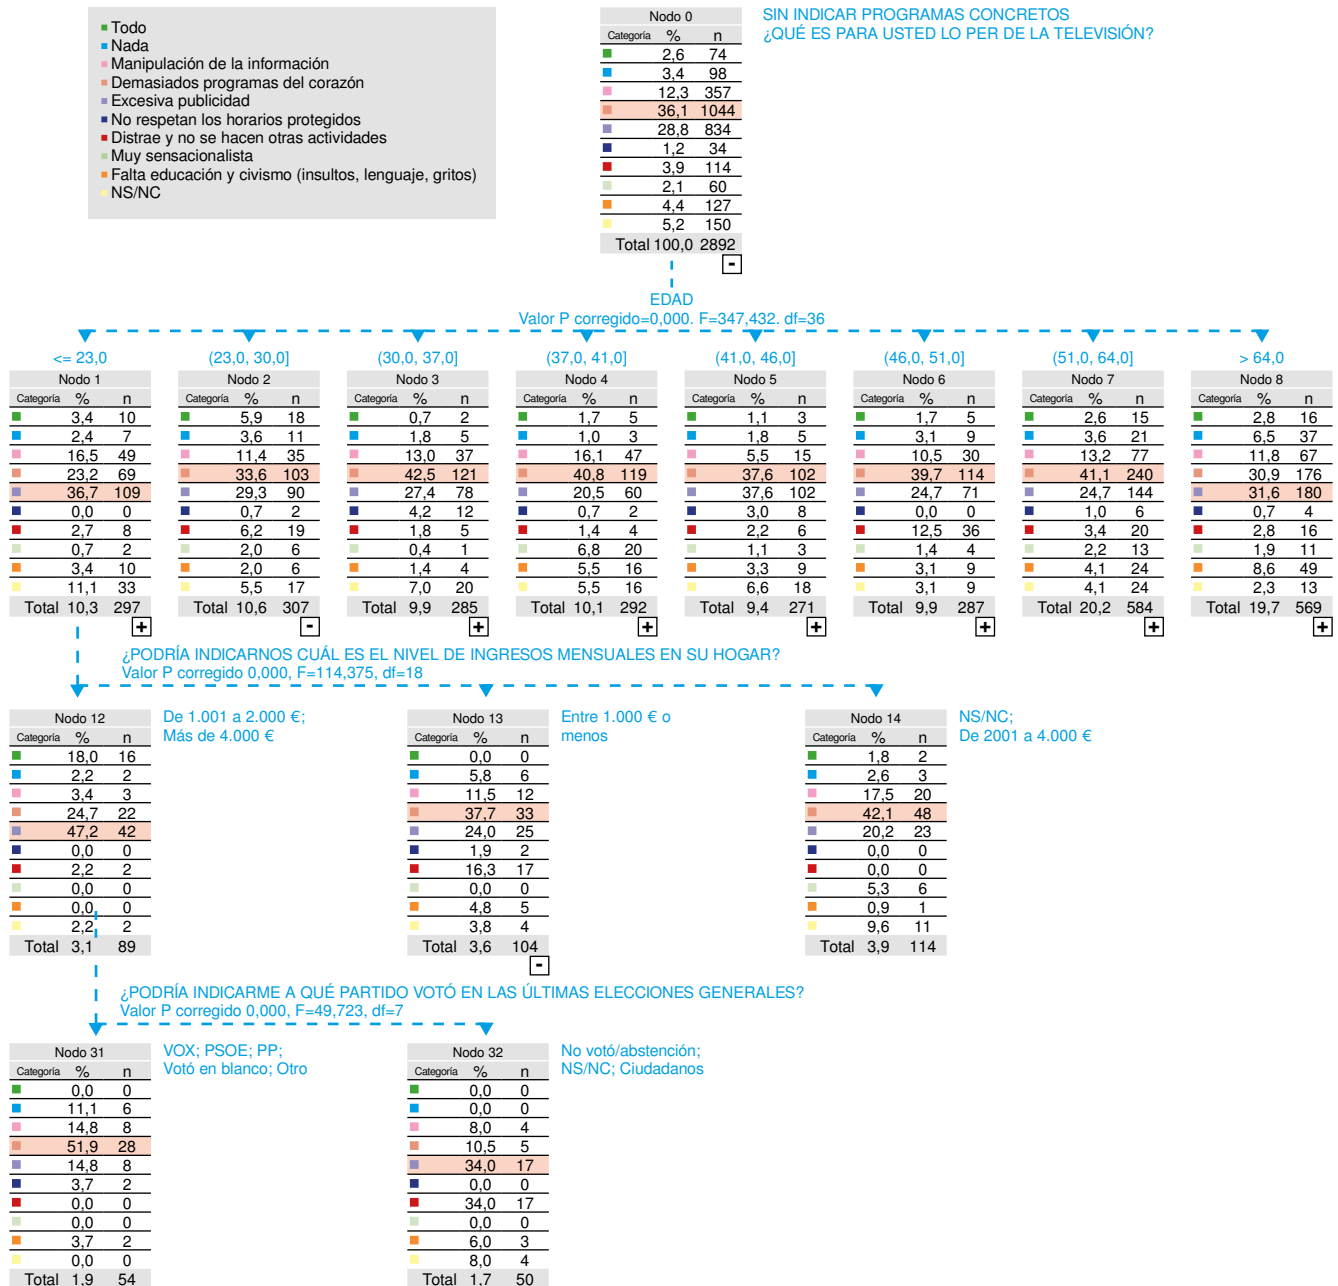 Todo
Nada
Manipulación de la información
Demasiados programas del corazón
Excesiva publicidad
No respetan los horarios protegidos
Distrae y no se hacen otras actividades
Muy sensacionalista
Falta educación y civismo (insultos, lenguaje, gritos)
NS/NC
Nodo 0
Categoría % n
2,6 74
3,4 98
12,3 357
36,1 1044
28,8 834
1,2 34
3,9 114
2,1 60
4,4 127
5,2 150
Total 100,0 2892
-
SIN INDICAR PROGRAMAS CONCRETOS
¿QUÉ ES PARA USTED LO PER DE LA TELEVISIÓN?
EDAD
Valor P corregido=0,000. F=347,432. df=36
<= 23,0
Nodo 1
Categoría % n
3,4 10
2,4 7
16,5 49
23,2 69
36,7 109
0,0 0
2,7 8
0,7 2
3,4 10
11,1 33
Total 10,3 297
+
(23,0, 30,0]
Nodo 2
Categoría % n
5,9 18
3,6 11
11,4 35
33,6 103
29,3 90
0,7 2
6,2 19
2,0 6
2,0 6
5,5 17
Total 10,6 307
-
(30,0, 37,0]
Nodo 3
Categoría % n
0,7 2
1,8 5
13,0 37
42,5 121
27,4 78
4,2 12
1,8 5
0,4 1
1,4 4
7,0 20
Total 9,9 285
+
(37,0, 41,0]
Nodo 4
Categoría % n
1,7 5
1,0 3
16,1 47
40,8 119
20,5 60
0,7 2
1,4 4
6,8 20
5,5 16
5,5 16
Total 10,1 292
+
(41,0, 46,0]
Nodo 5
Categoría % n
1,1 3
1,8 5
5,5 15
37,6 102
37,6 102
3,0 8
2,2 6
1,1 3
3,3 9
6,6 18
Total 9,4 271
+
(46,0, 51,0]
Nodo 6
Categoría % n
1,7 5
3,1 9
10,5 30
39,7 114
24,7 71
0,0 0
12,5 36
1,4 4
3,1 9
3,1 9
Total 9,9 287
+
(51,0, 64,0]
Nodo 7
Categoría % n
2,6 15
3,6 21
13,2 77
41,1 240
24,7 144
1,0 6
3,4 20
2,2 13
4,1 24
4,1 24
Total 20,2 584
+
> 64,0
Nodo 8
Categoría % n
2,8 16
6,5 37
11,8 67
30,9 176
31,6 180
0,7 4
2,8 16
1,9 11
8,6 49
2,3 13
Total 19,7 569
+
¿PODRÍA INDICARNOS CUÁL ES EL NIVEL DE INGRESOS MENSUALES EN SU HOGAR?
Valor P corregido 0,000, F=114,375, df=18
Nodo 12
Categoría % n
18,0 16
2,2 2
3,4 3
24,7 22
47,2 42
0,0 0
2,2 2
0,0 0
0,0 0
2,2 2
Total 3,1 89
De 1.001 a 2.000 €;
Más de 4.000 €
Nodo 13
Categoría % n
0,0 0
5,8 6
11,5 12
37,7 33
24,0 25
1,9 2
16,3 17
0,0 0
4,8 5
3,8 4
Total 3,6 104
-
Entre 1.000 € o
menos
Nodo 14
Categoría % n
1,8 2
2,6 3
17,5 20
42,1 48
20,2 23
0,0 0
0,0 0
5,3 6
0,9 1
9,6 11
Total 3,9 114
NS/NC;
De 2001 a 4.000 €
¿PODRÍA INDICARME A QUÉ PARTIDO VOTÓ EN LAS ÚLTIMAS ELECCIONES GENERALES?
Valor P corregido 0,000, F=49,723, df=7
Nodo 31
Categoría % n
0,0 0
11,1 6
14,8 8
51,9 28
14,8 8
3,7 2
0,0 0
0,0 0
3,7 2
0,0 0
Total 1,9 54
VOX; PSOE; PP;
Votó en blanco; Otro
Nodo 32
Categoría % n
0,0 0
0,0 0
8,0 4
10,5 5
34,0 17
0,0 0
34,0 17
0,0 0
6,0 3
8,0 4
Total 1,7 50
No votó/abstención;
NS/NC; Ciudadanos